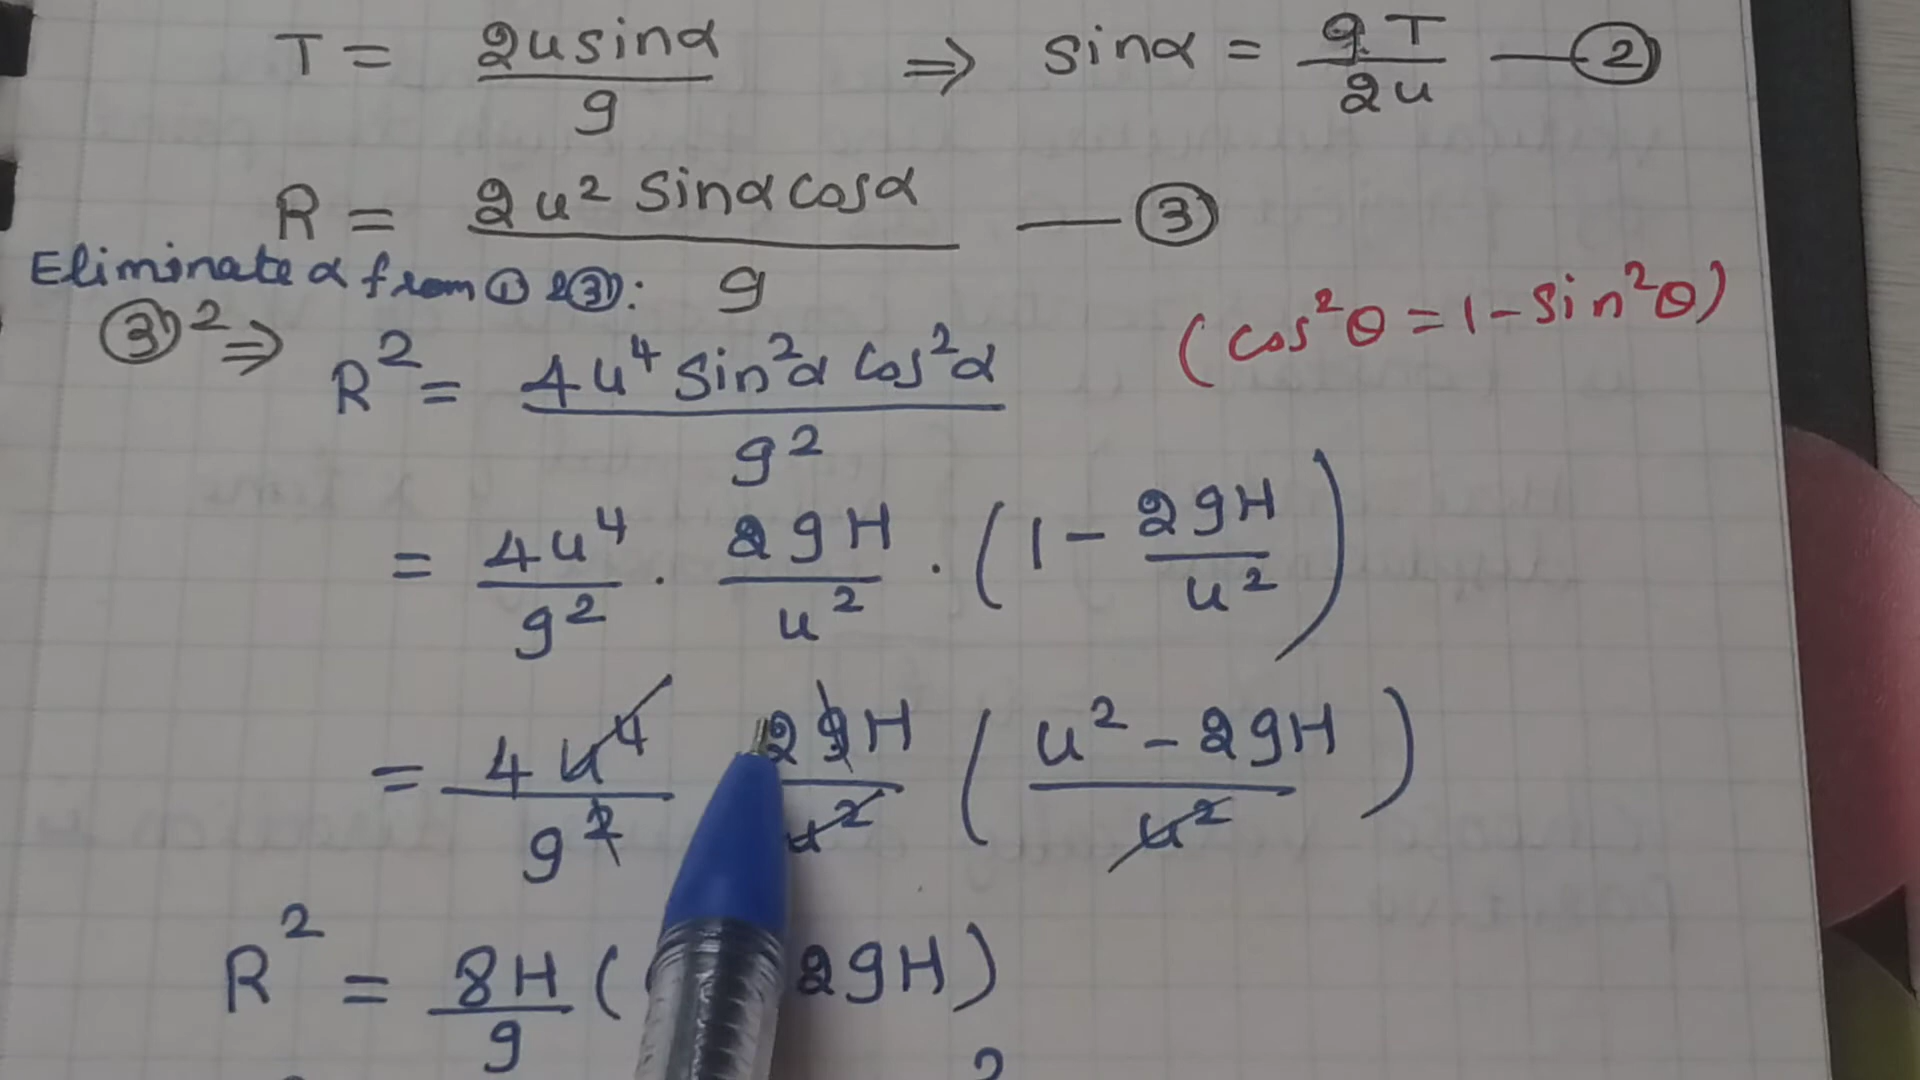 T = 2u sinα / g ⇒ sinα = gT / 2u — ②
R = 2u² sinα cosα / g — ③
Eliminate α from ① & ③:
③² ⇒ R² = 4u⁴ sin²α cos²α / g² (cos²θ = 1 - sin²θ)
= 4u⁴ / g² . 2gH / u² . (1 - 2gH / u²)
= 4u⁴ / g² 2gH / u² (u² - 2gH / u²)
R² = 8H / g ( 2gH)
2